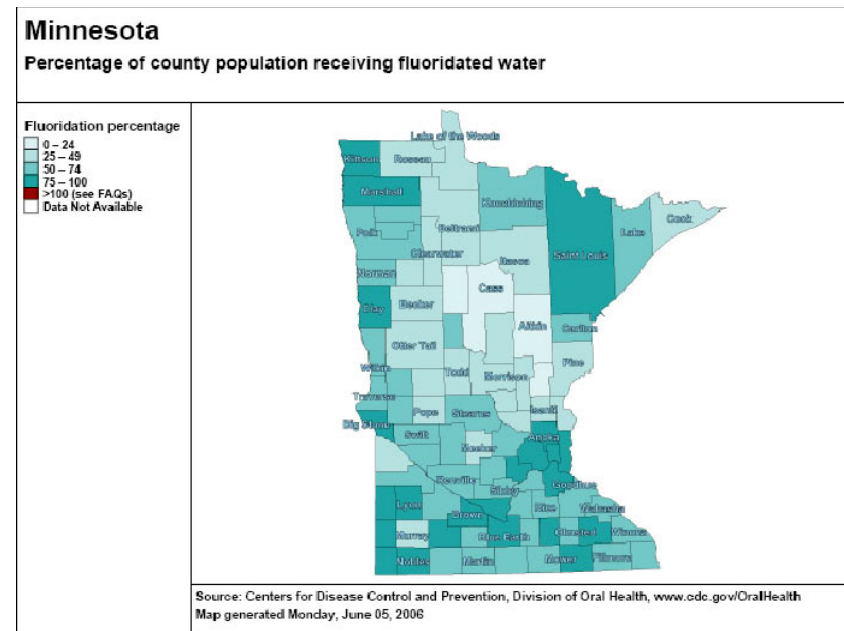 Minnesota
Percentage of county population receiving fluoridated water
Fluoridation percentage
0 – 24
25 – 49
50 – 74
75 – 100
>100 (see FAQs)
Data Not Available
Lake of the Woods
Kittson
Roseau
Marshall
Koochiching
Cook
Polk
Beltrami
Lake
Clearwater
Itasca
Saint Louis
Norman
Cass
Clay
Becker
Aitkin
Carlton
Otter Tail
Wilkin
Todd
Pine
Morrison
Traverse
Pope
Stearns
Isanti
Big Stone
Swift
Anoka
Meeker
Renville
Sibley
Goodhue
Lyon
Brown
Rice
Wabasha
Murray
Blue Earth
Olmsted
Winona
Nobles
Martin
Mower
Fillmore
Source: Centers for Disease Control and Prevention, Division of Oral Health, www.cdc.gov/OralHealth
Map generated Monday, June 05, 2006